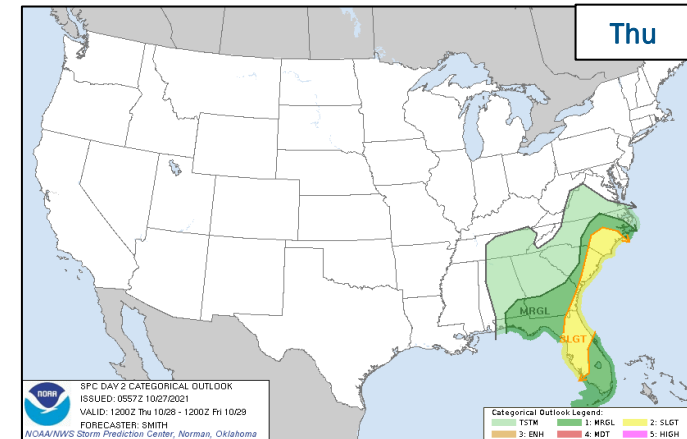 Thu
MRGL
SLGT
NOAA
SPC DAY 2 CATEGORICAL OUTLOOK
ISSUED: 0557Z 10/27/2021
VALID: 1200Z Thu 10/28 - 1200Z Fri 10/29
FORECASTER: SMITH
NOAA/NWS Storm Prediction Center, Norman, Oklahoma
Categorical Outlook Legend:
TSTM 1: MRGL 2: SLGT
3: ENH 4: MDT 5: HIGH